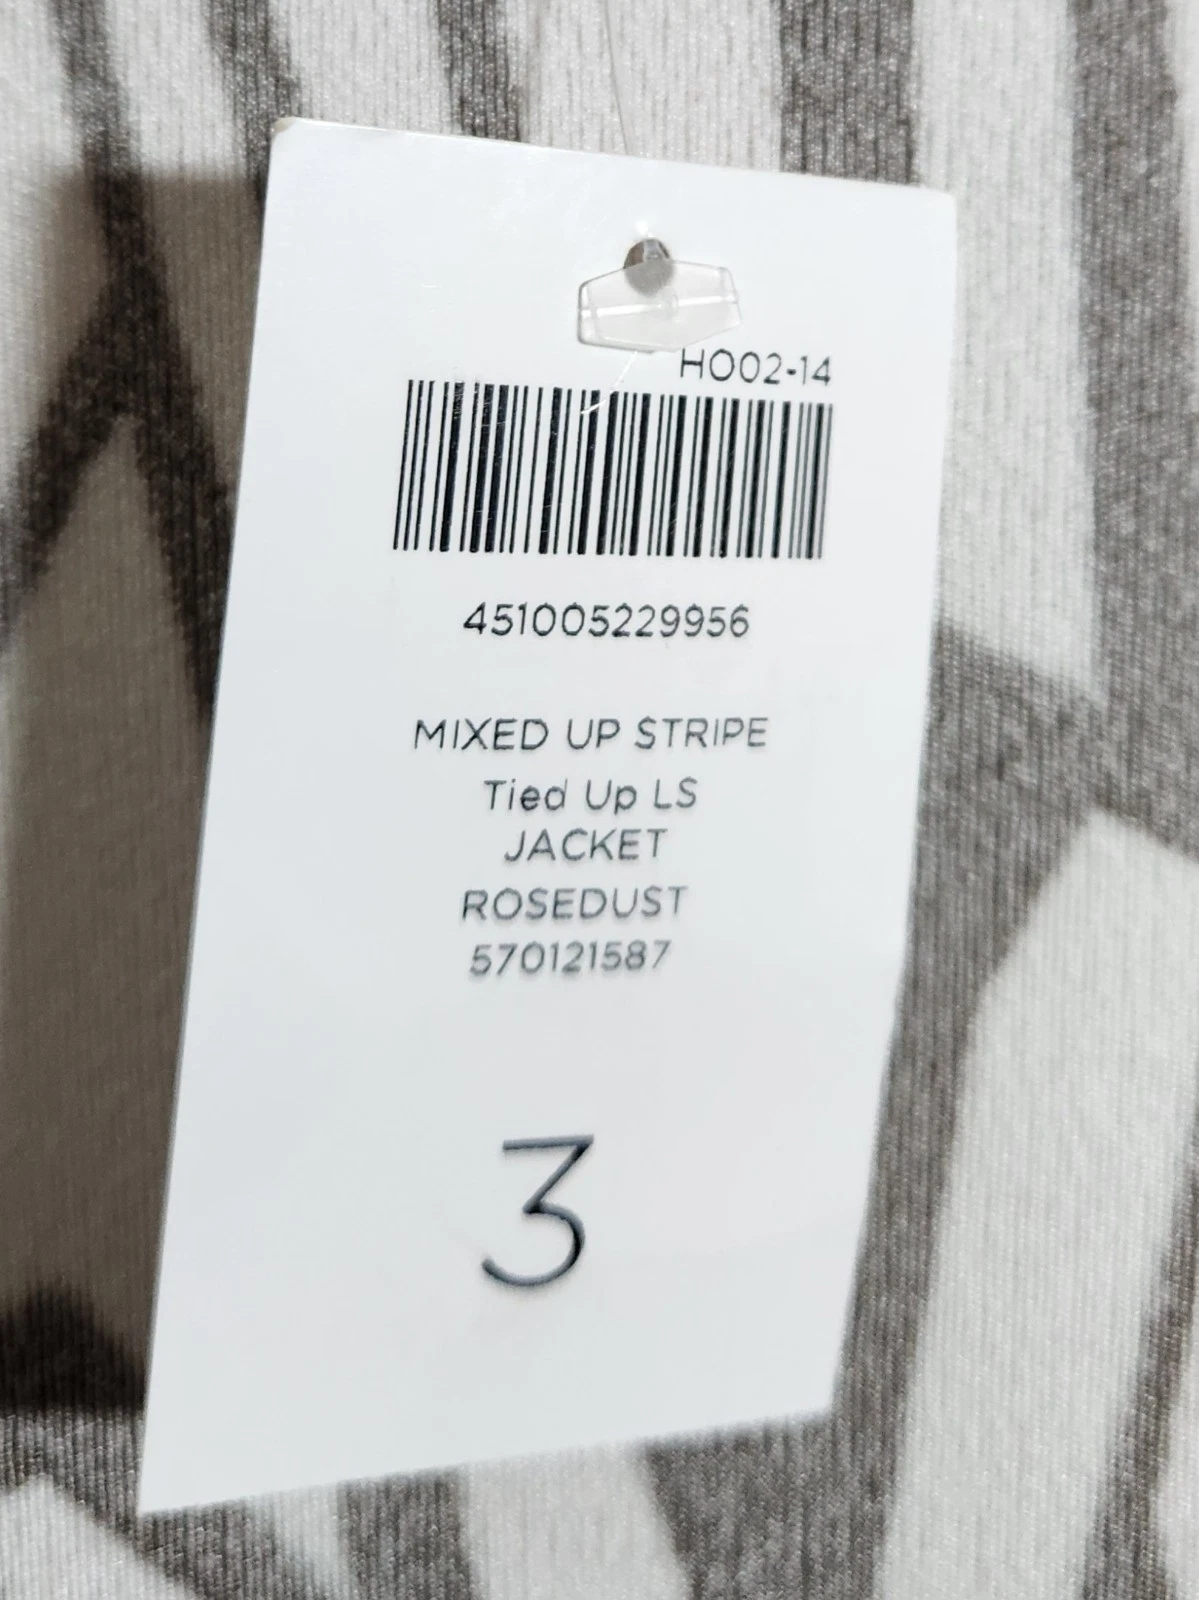 HO02-14
451005229956
MIXED UP STRIPE
Tied Up LS
JACKET
ROSEDUST
570121587
3